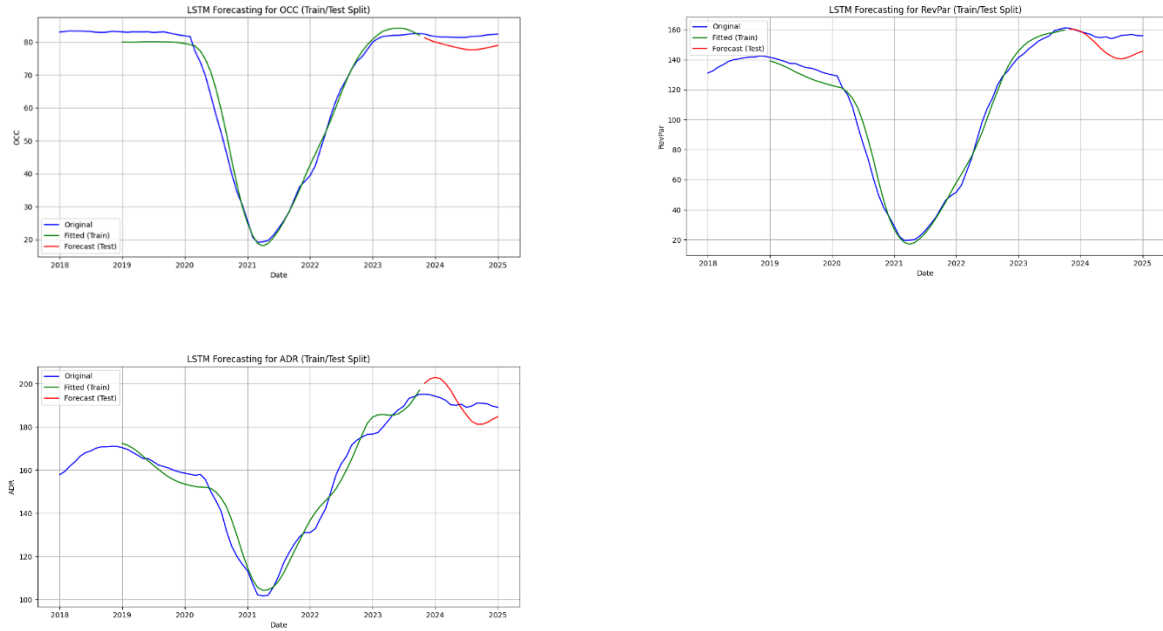 LSTM Forecasting for OCC (Train/Test Split)
80
70
60
50
40
30
20
OCC
Original
Fitted (Train)
Forecast (Test)
2018 2019 2020 2021 2022 2023 2024 2025
Date
LSTM Forecasting for RevPar (Train/Test Split)
Original
Fitted (Train)
Forecast (Test)
160
140
120
100
80
60
40
20
RevPar
2018 2019 2020 2021 2022 2023 2024 2025
Date
LSTM Forecasting for ADR (Train/Test Split)
Original
Fitted (Train)
Forecast (Test)
200
180
160
140
120
100
ADR
2018 2019 2020 2021 2022 2023 2024 2025
Date